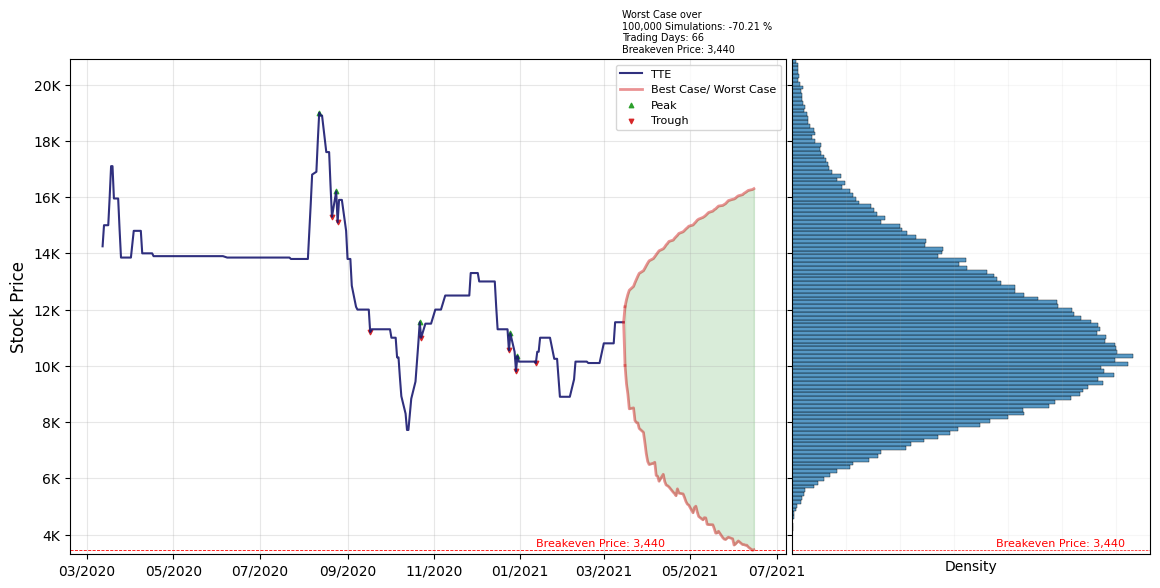 Worst Case over
100,000 Simulations: -70.21 %
Trading Days: 66
Breakeven Price: 3,440
TTE
Best Case/ Worst Case
Peak
Trough
Stock Price
20K
18K
16K
14K
12K
10K
8K
6K
4K
Breakeven Price: 3,440
Breakeven Price: 3,440
03/2020 05/2020 07/2020 09/2020 11/2020 01/2021 03/2021 05/2021 07/2021
Density